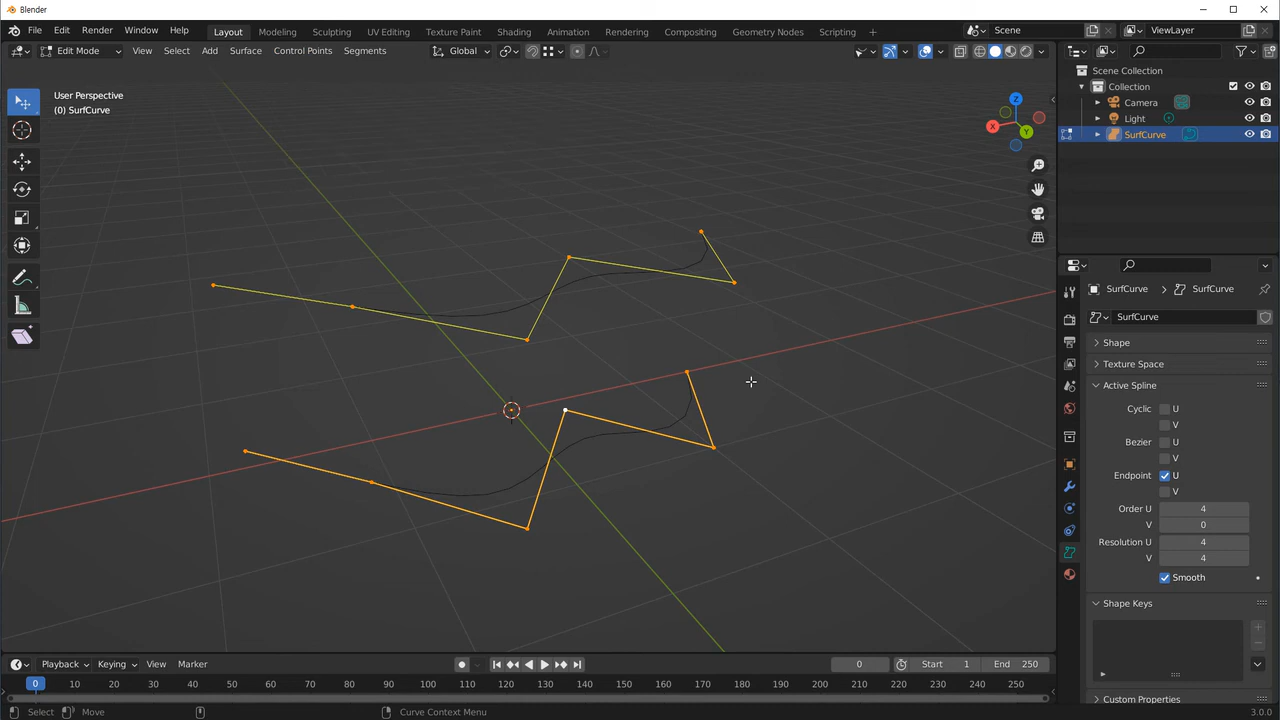 Blender
File Edit Render Window Help Layout Modeling Sculpting UV Editing Texture Paint Shading Animation Rendering Compositing Geometry Nodes Scripting + Scene ViewLayer
Edit Mode View Select Add Surface Control Points Segments Global
User Perspective
(0) SurfCurve
Z
X
Y
Scene Collection
Collection
Camera
Light
SurfCurve
SurfCurve > SurfCurve
SurfCurve
Shape
Texture Space
Active Spline
Cyclic U
V
Bezier U
V
Endpoint U
V
Order U 4
V 0
Resolution U 4
V 4
Smooth
Shape Keys
Custom Properties
Playback Keying View Marker 0 Start 1 End 250
0 10 20 30 40 50 60 70 80 90 100 110 120 130 140 150 160 170 180 190 200 210 220 230 240 250
Select Move Curve Context Menu 3.0.0